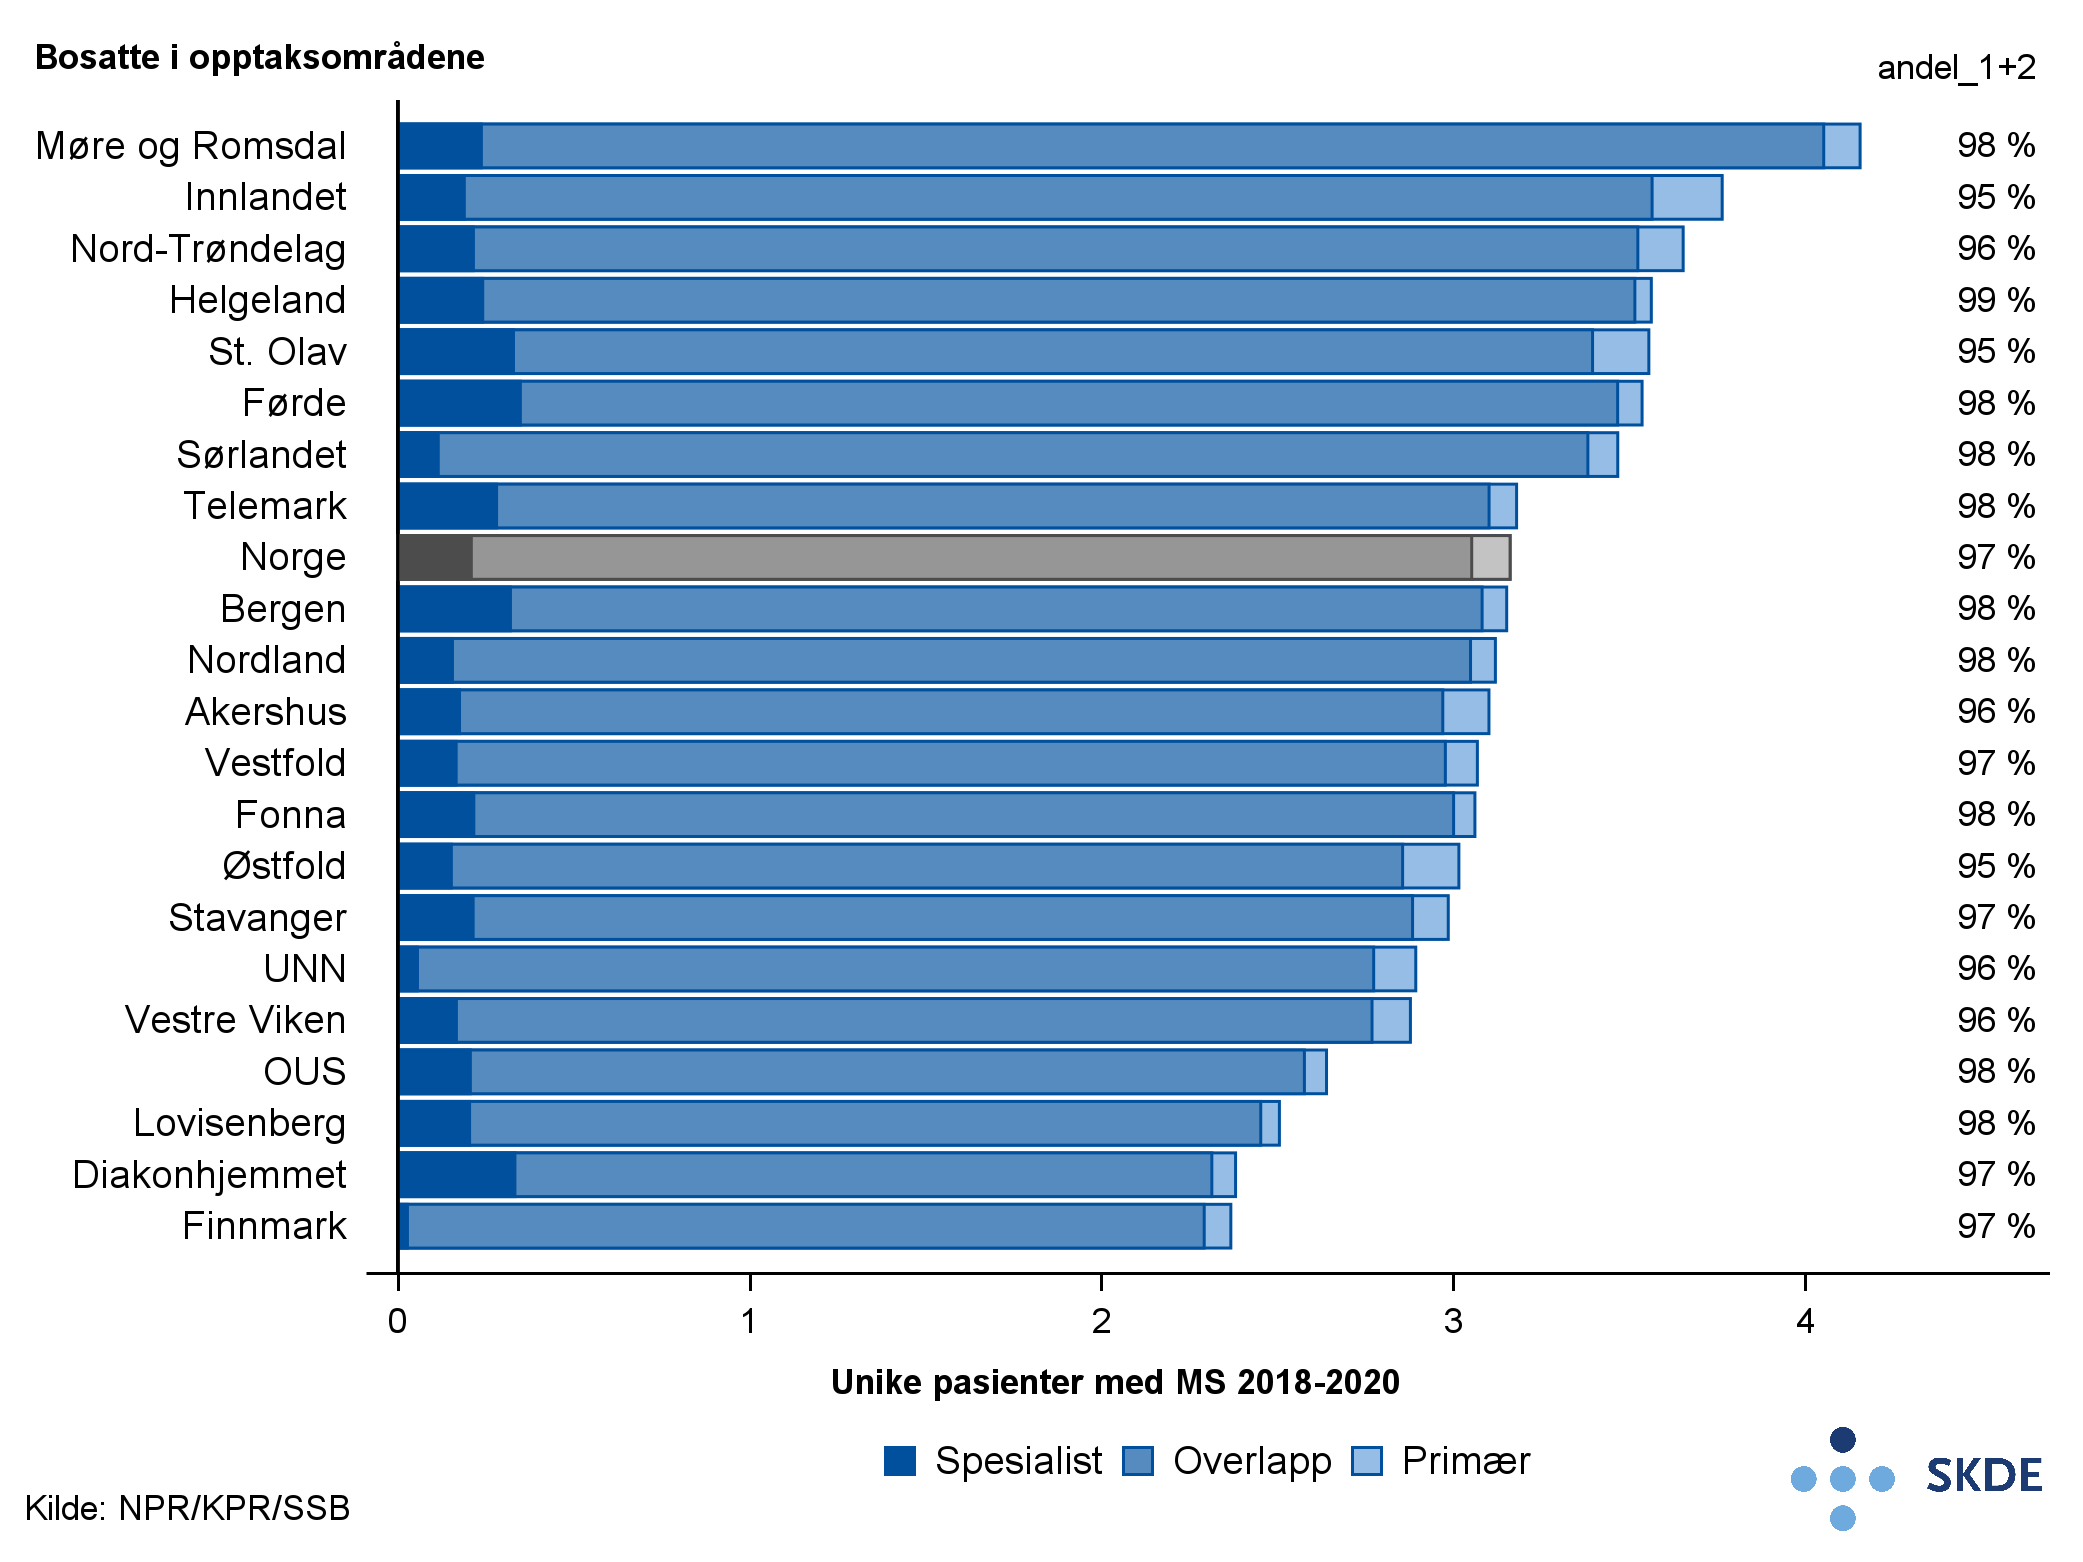 Bosatte i opptaksområdene
andel_1+2
Møre og Romsdal 98 %
Innlandet 95 %
Nord-Trøndelag 96 %
Helgeland 99 %
St. Olav 95 %
Førde 98 %
Sørlandet 98 %
Telemark 98 %
Norge 97 %
Bergen 98 %
Nordland 98 %
Akershus 96 %
Vestfold 97 %
Fonna 98 %
Østfold 95 %
Stavanger 97 %
UNN 96 %
Vestre Viken 96 %
OUS 98 %
Lovisenberg 98 %
Diakonhjemmet 97 %
Finnmark 97 %
0 1 2 3 4
Unike pasienter med MS 2018-2020
Spesialist Overlapp Primær
SKDE
Kilde: NPR/KPR/SSB